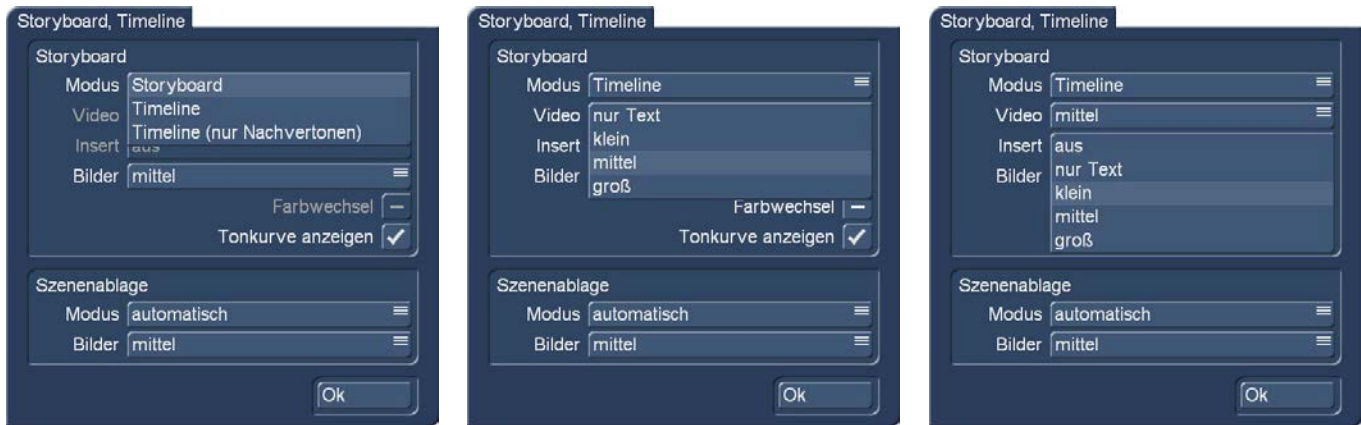 Storyboard, Timeline
Storyboard
Modus Storyboard
Timeline
Timeline (nur Nachvertonen)
Video
Insert aus
Bilder mittel
Farbwechsel
Tonkurve anzeigen
Szenenablage
Modus automatisch
Bilder mittel
Ok
Storyboard, Timeline
Storyboard
Modus Timeline
Video nur Text
klein
Insert
mittel
Bilder
groß
Farbwechsel
Tonkurve anzeigen
Szenenablage
Modus automatisch
Bilder mittel
Ok
Storyboard, Timeline
Storyboard
Modus Timeline
Video mittel
Insert aus
nur Text
Bilder
klein
mittel
groß
Szenenablage
Modus automatisch
Bilder mittel
Ok